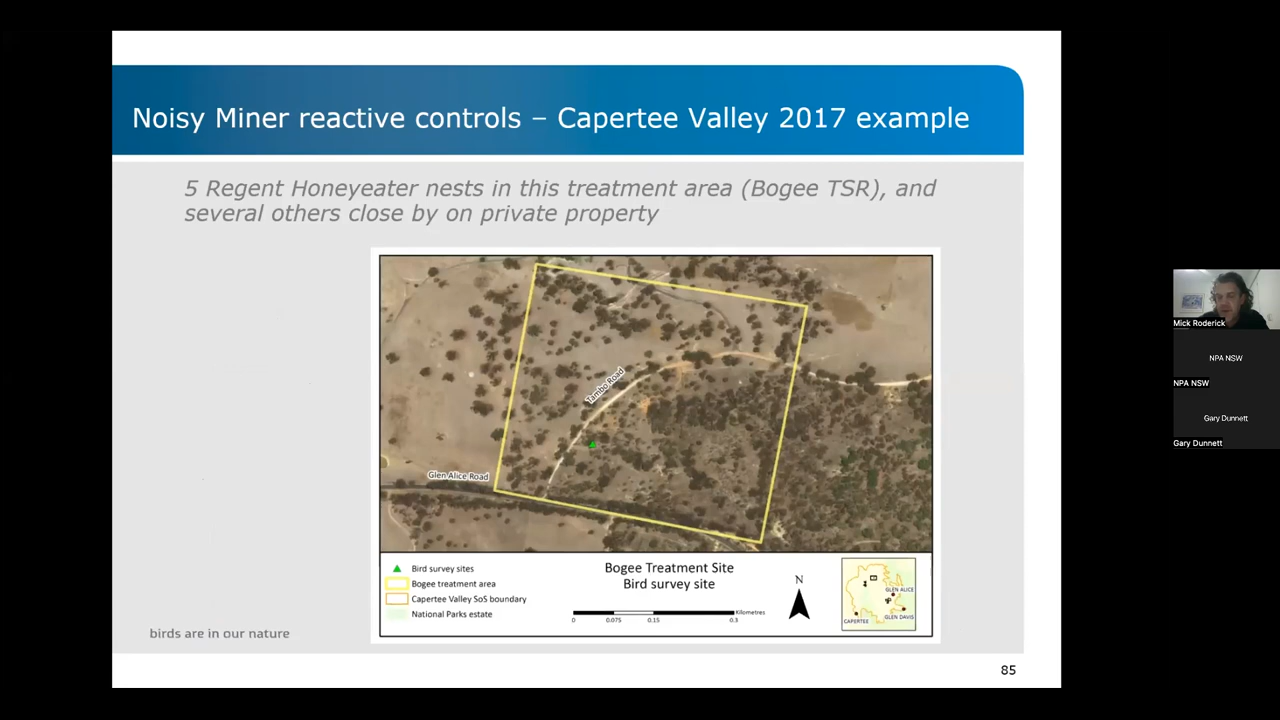 Noisy Miner reactive controls – Capertee Valley 2017 example
5 Regent Honeyeater nests in this treatment area (Bogee TSR), and
several others close by on private property
Tambo Road
Glen Alice Road
Bird survey sites
Bogee treatment area
Capertee Valley SoS boundary
National Parks estate
Bogee Treatment Site
Bird survey site
Kilometres
0 0.075 0.15 0.3
N
GLEN ALICE
GLEN DAVIS
CAPERTEE
birds are in our nature
85
Mick Roderick
NPA NSW
NPA NSW
Gary Dunnett
Gary Dunnett